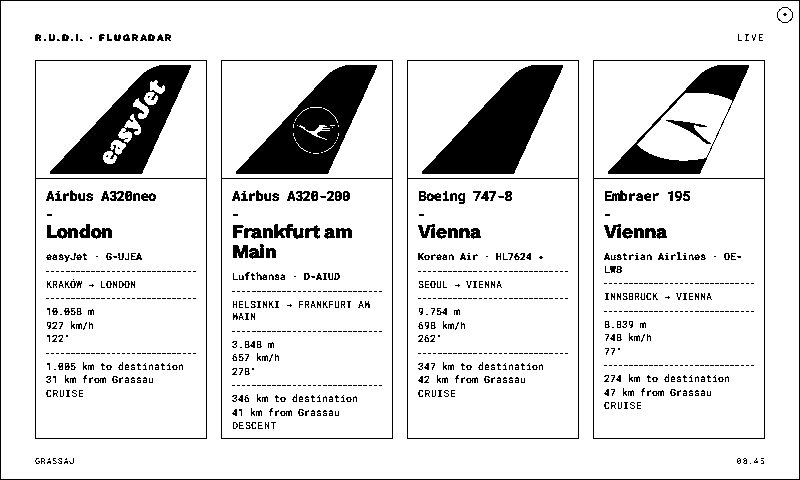 R.U.D.I. · FLUGRADAR
LIVE
easyJet
Airbus A320neo
-
London
easyJet · G-UJEA
KRAKÓW → LONDON
10.058 m
927 km/h
122°
1.005 km to destination
31 km from Grassau
CRUISE
Airbus A320-200
-
Frankfurt am
Main
Lufthansa · D-AIUD
HELSINKI → FRANKFURT AM
MAIN
3.848 m
657 km/h
278°
346 km to destination
41 km from Grassau
DESCENT
Boeing 747-8
-
Vienna
Korean Air · HL7624 ✦
SEOUL → VIENNA
9.754 m
698 km/h
262°
347 km to destination
42 km from Grassau
CRUISE
Embraer 195
-
Vienna
Austrian Airlines · OE-
LWB
INNSBRUCK → VIENNA
8.839 m
748 km/h
77°
274 km to destination
47 km from Grassau
CRUISE
GRASSAU
08.45